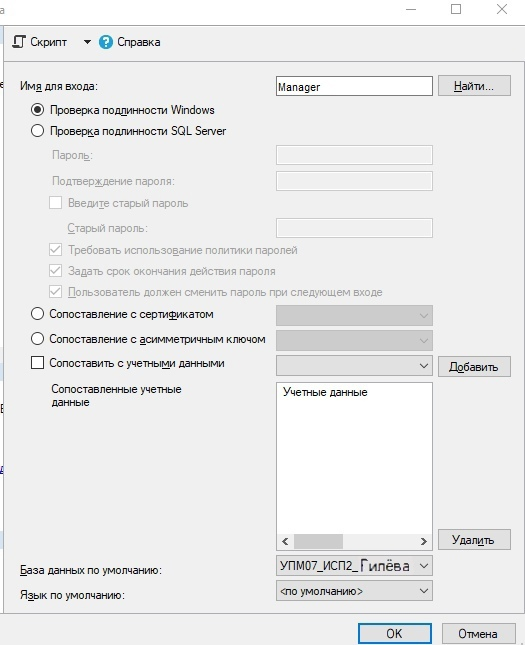 а
Скрипт Справка
Имя для входа: Manager Найти...
Проверка подлинности Windows
Проверка подлинности SQL Server
Пароль:
Подтверждение пароля:
Введите старый пароль
Старый пароль:
Требовать использование политики паролей
Задать срок окончания действия пароля
Пользователь должен сменить пароль при следующем входе
Сопоставление с сертификатом
Сопоставление с асимметричным ключом
Сопоставить с учетными данными Добавить
Сопоставленные учетные
данные
Учетные данные
Удалить
База данных по умолчанию: УПМ07_ИСП2_Гилёва
Язык по умолчанию: <по умолчанию>
OK Отмена